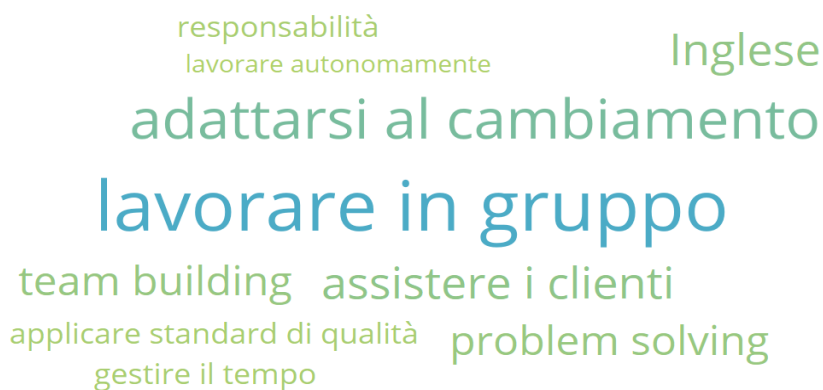 responsabilità
lavorare autonomamente
Inglese
adattarsi al cambiamento
lavorare in gruppo
team building
assistere i clienti
applicare standard di qualità
problem solving
gestire il tempo